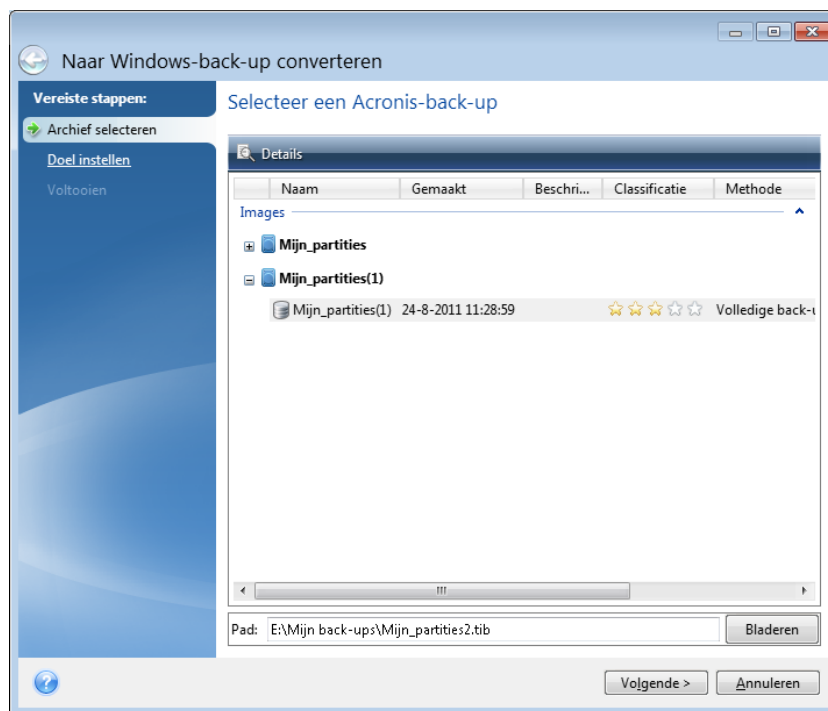 Naar Windows-back-up converteren
Vereiste stappen:
Archief selecteren
Doel instellen
Voltooien
Selecteer een Acronis-back-up
Details
Naam Gemaakt Beschri... Classificatie Methode
Images
Mijn_partities
Mijn_partities(1)
Mijn_partities(1) 24-8-2011 11:28:59 Volledige back-u
Pad: E:\Mijn back-ups\Mijn_partities2.tib Bladeren
Volgende > Annuleren